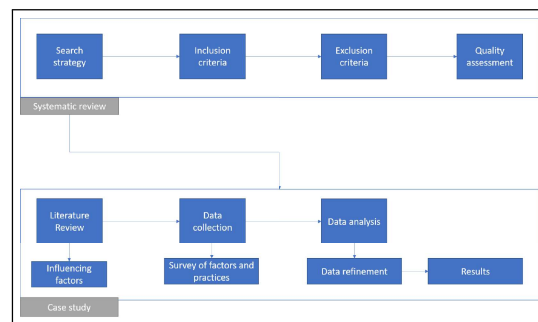 Search
strategy
Inclusion
criteria
Exclusion
criteria
Quality
assessment
Systematic review
Literature
Review
Data
collection
Data analysis
Influencing
factors
Survey of factors and
practices
Data refinement
Results
Case study